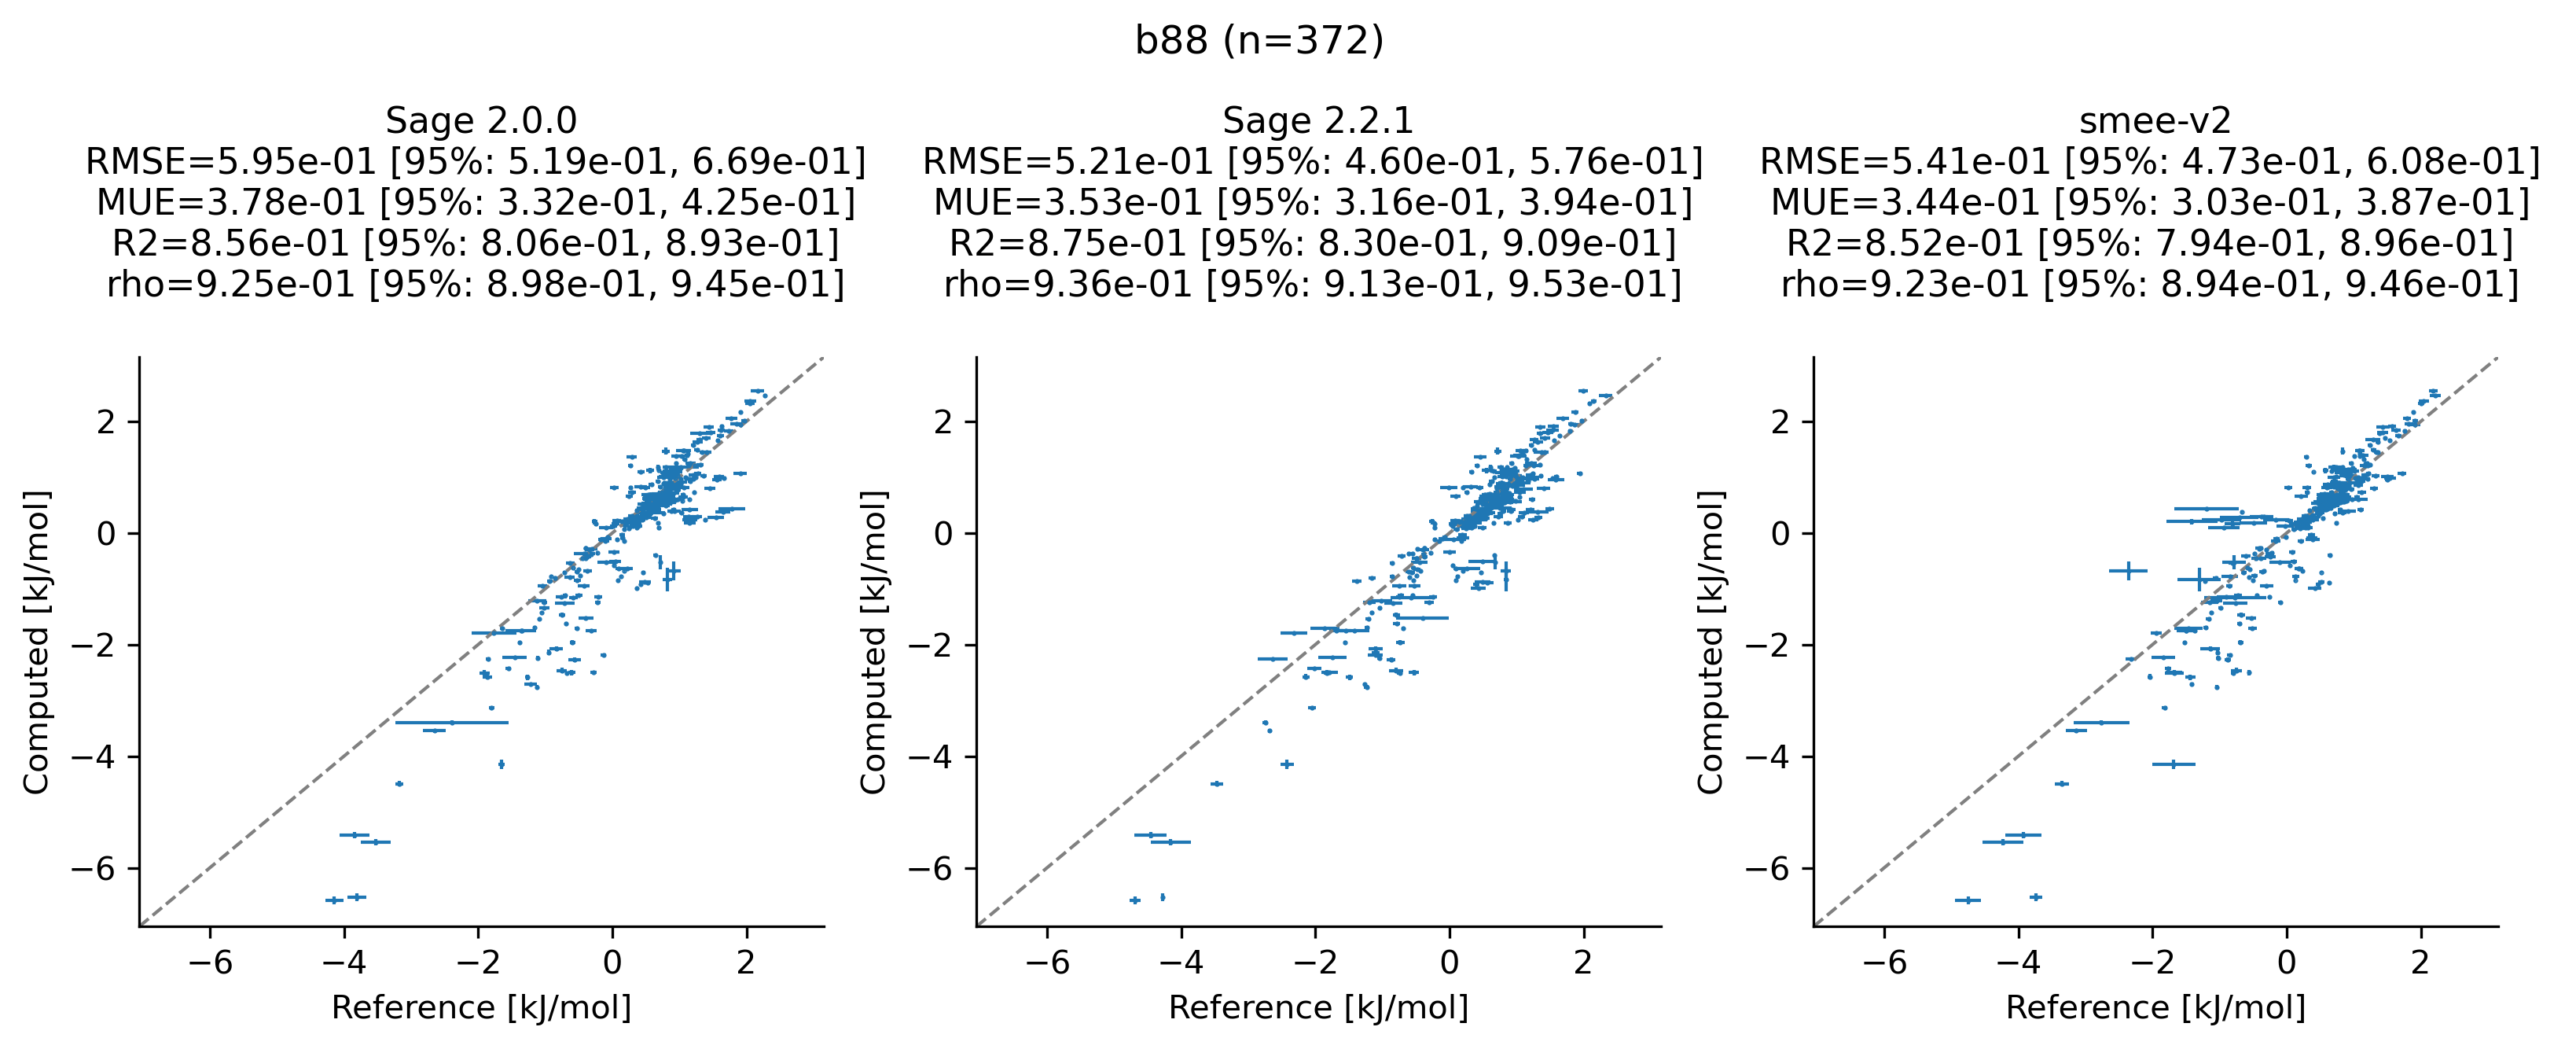 b88 (n=372)
Sage 2.0.0
RMSE=5.95e-01 [95%: 5.19e-01, 6.69e-01]
MUE=3.78e-01 [95%: 3.32e-01, 4.25e-01]
R2=8.56e-01 [95%: 8.06e-01, 8.93e-01]
rho=9.25e-01 [95%: 8.98e-01, 9.45e-01]
Computed [kJ/mol]
2
0
−2
−4
−6
−6
−4
−2
0
2
Reference [kJ/mol]
Sage 2.2.1
RMSE=5.21e-01 [95%: 4.60e-01, 5.76e-01]
MUE=3.53e-01 [95%: 3.16e-01, 3.94e-01]
R2=8.75e-01 [95%: 8.30e-01, 9.09e-01]
rho=9.36e-01 [95%: 9.13e-01, 9.53e-01]
Computed [kJ/mol]
2
0
−2
−4
−6
−6
−4
−2
0
2
Reference [kJ/mol]
smee-v2
RMSE=5.41e-01 [95%: 4.73e-01, 6.08e-01]
MUE=3.44e-01 [95%: 3.03e-01, 3.87e-01]
R2=8.52e-01 [95%: 7.94e-01, 8.96e-01]
rho=9.23e-01 [95%: 8.94e-01, 9.46e-01]
Computed [kJ/mol]
2
0
−2
−4
−6
−6
−4
−2
0
2
Reference [kJ/mol]